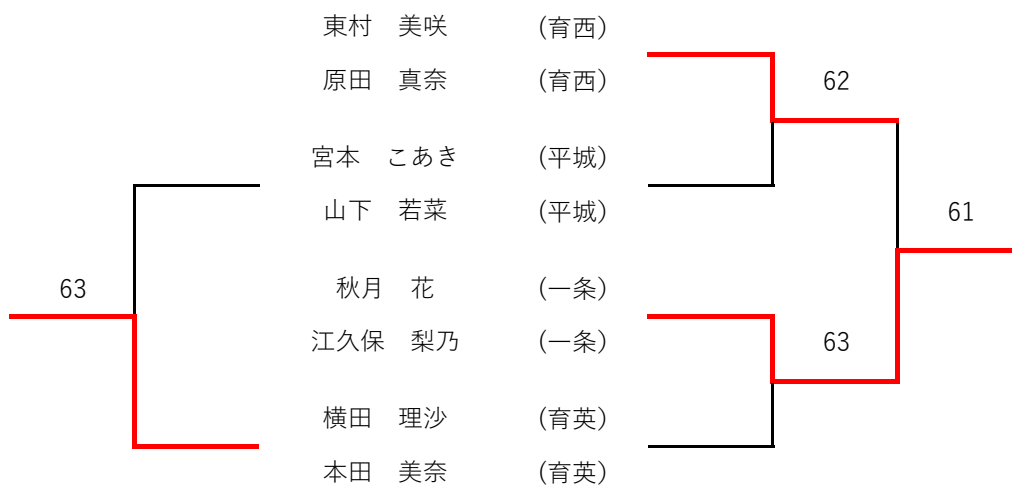 東村　美咲 (育西)
原田　真奈 (育西) 62
宮本　こあき (平城)
山下　若菜 (平城) 61
63 秋月　花 (一条)
江久保　梨乃 (一条) 63
横田　理沙 (育英)
本田　美奈 (育英)